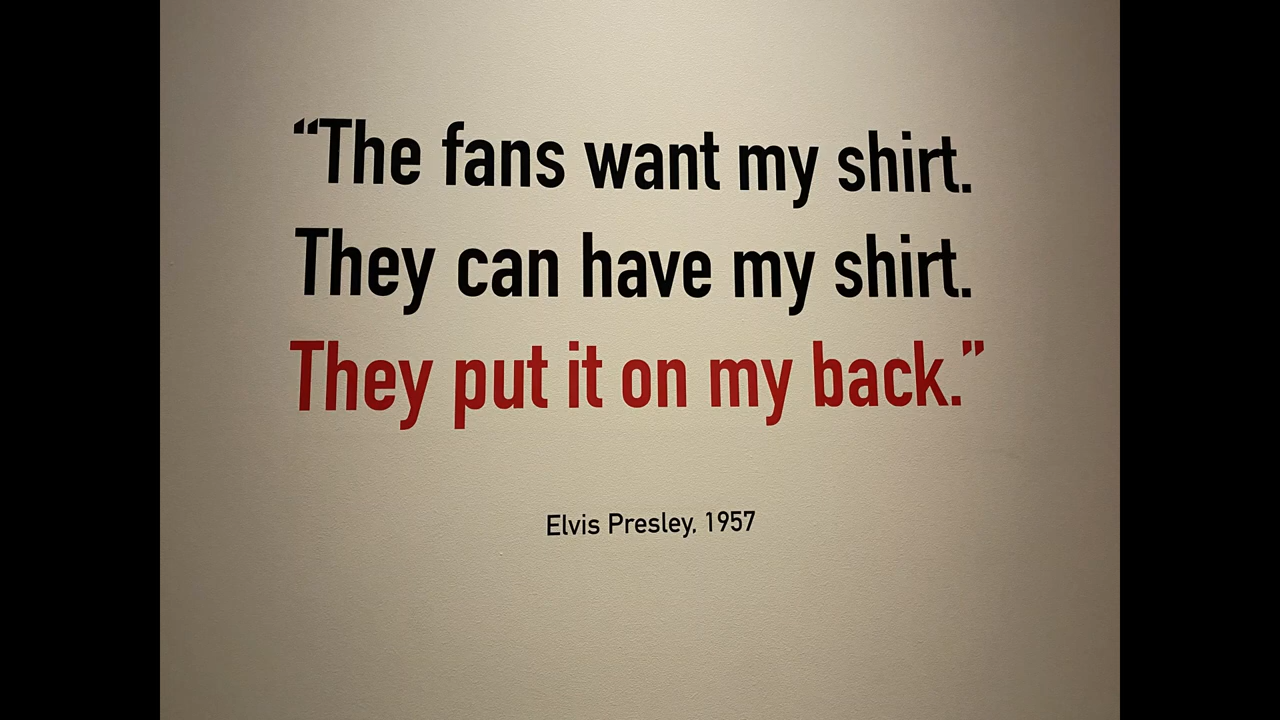 “The fans want my shirt.
They can have my shirt.
They put it on my back.”
Elvis Presley, 1957